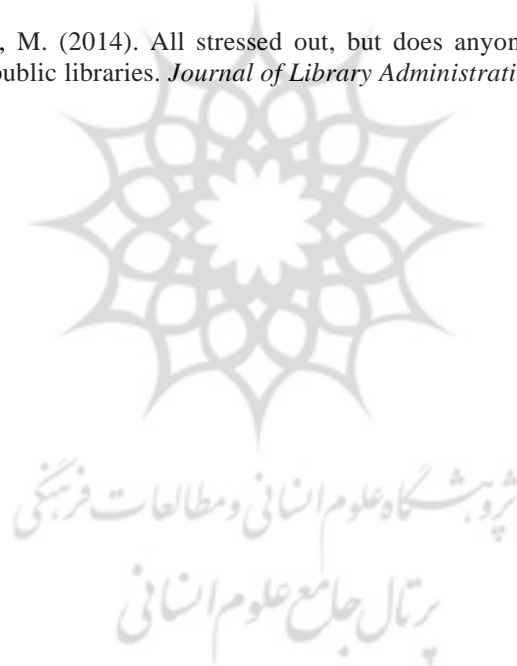 , M. (2014). All stressed out, but does anyon
public libraries. Journal of Library Administrati
پژوهشگاه علوم انسانی و مطالعات فرهنگی
پرتال جامع علوم انسانی